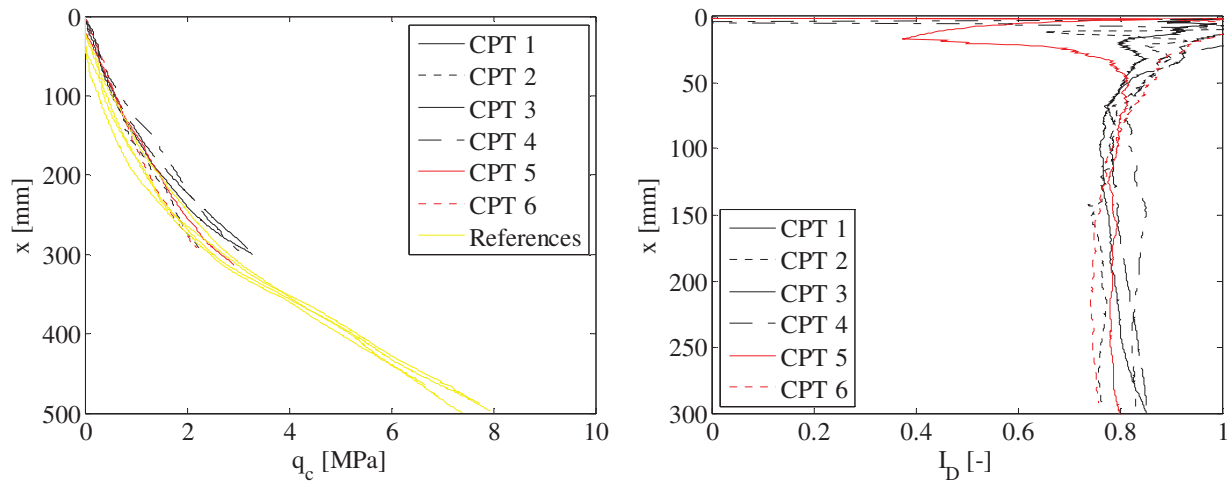 0
100
200
300
400
500
x [mm]
0
2
4
6
8
10
q_c [MPa]
CPT 1
CPT 2
CPT 3
CPT 4
CPT 5
CPT 6
References
0
50
100
150
200
250
300
x [mm]
0
0.2
0.4
0.6
0.8
1
I_D [-]
CPT 1
CPT 2
CPT 3
CPT 4
CPT 5
CPT 6